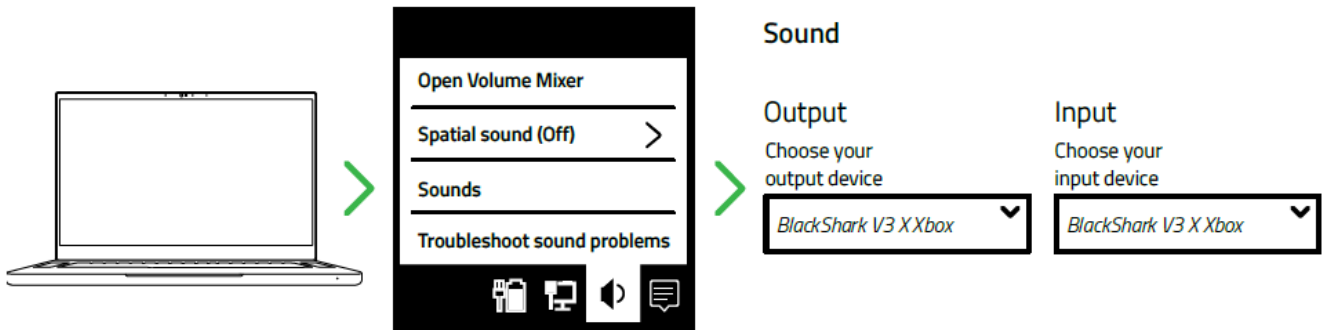 Open Volume Mixer
Spatial sound (Off)
Sounds
Troubleshoot sound problems
Sound
Output
Choose your
output device
BlackShark V3 X Xbox
Input
Choose your
input device
BlackShark V3 X Xbox